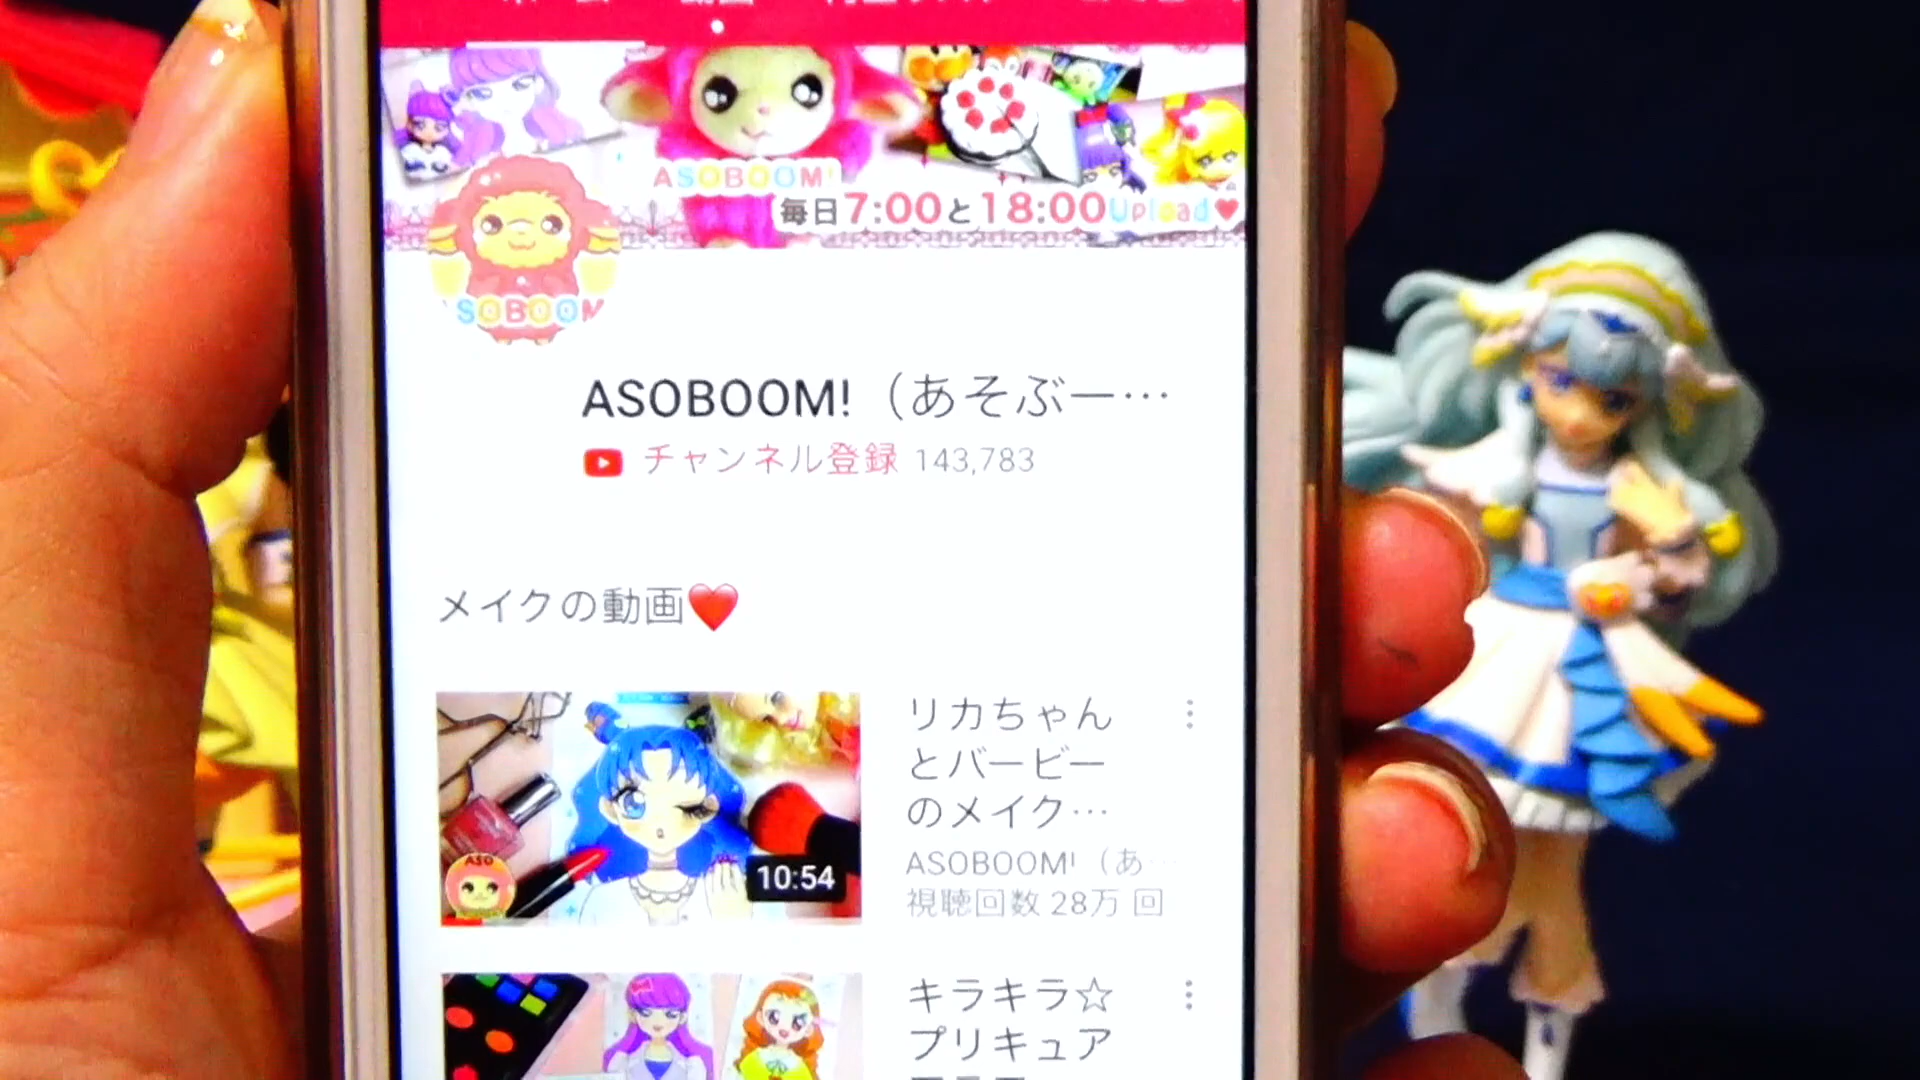 ASOBOOM!
毎日7:00と18:00Upload♥
SOBOOM
ASOBOOM!（あそぶー…
チャンネル登録 143,783
メイクの動画❤
リカちゃん
とバービー
のメイク…
ASOBOOM!（あ…
視聴回数 28万 回
ASO
10:54
キラキラ☆
プリキュア